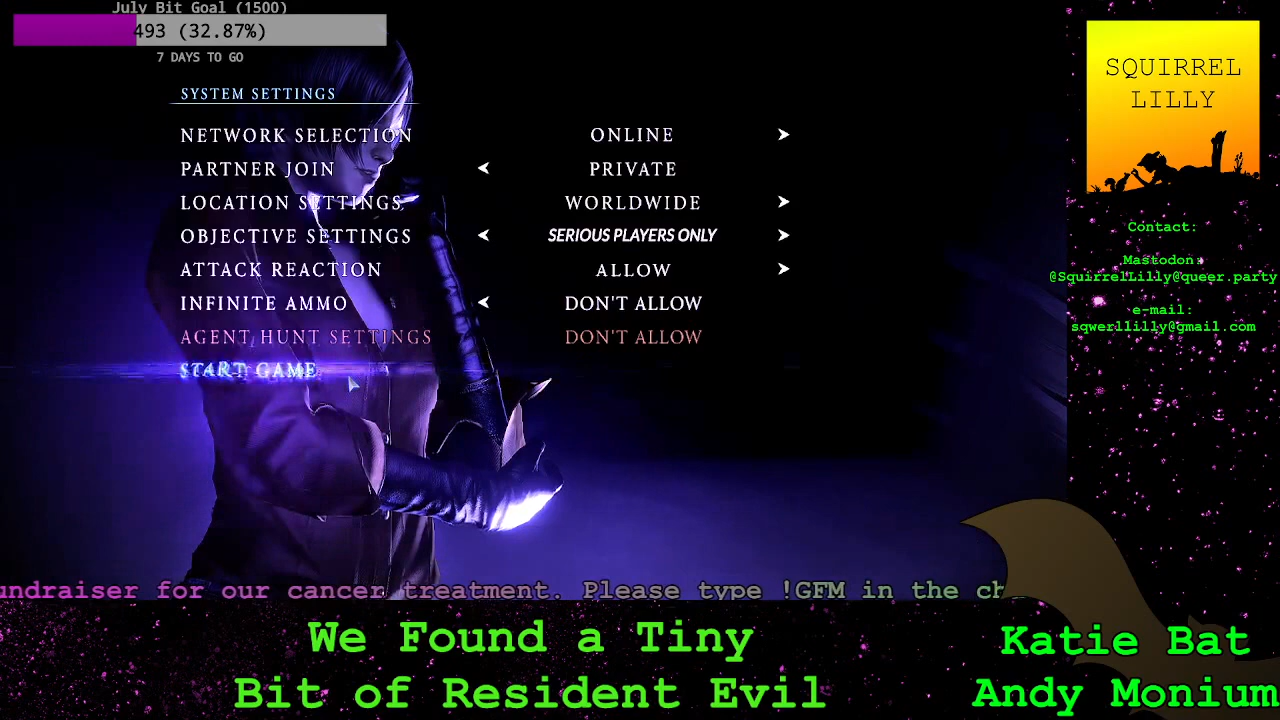 July Bit Goal (1500)
493 (32.87%)
7 DAYS TO GO
SYSTEM SETTINGS
NETWORK SELECTION ONLINE
PARTNER JOIN PRIVATE
LOCATION SETTINGS WORLDWIDE
OBJECTIVE SETTINGS SERIOUS PLAYERS ONLY
ATTACK REACTION ALLOW
INFINITE AMMO DON'T ALLOW
AGENT HUNT SETTINGS DON'T ALLOW
START GAME
SQUIRREL
LILLY
Contact:
Mastodon:
@SquirrelLilly@queer.party
e-mail:
sqwerllilly@gmail.com
undraiser for our cancer treatment. Please type !GFM in the ch
We Found a Tiny
Bit of Resident Evil
Katie Bat
Andy Monium